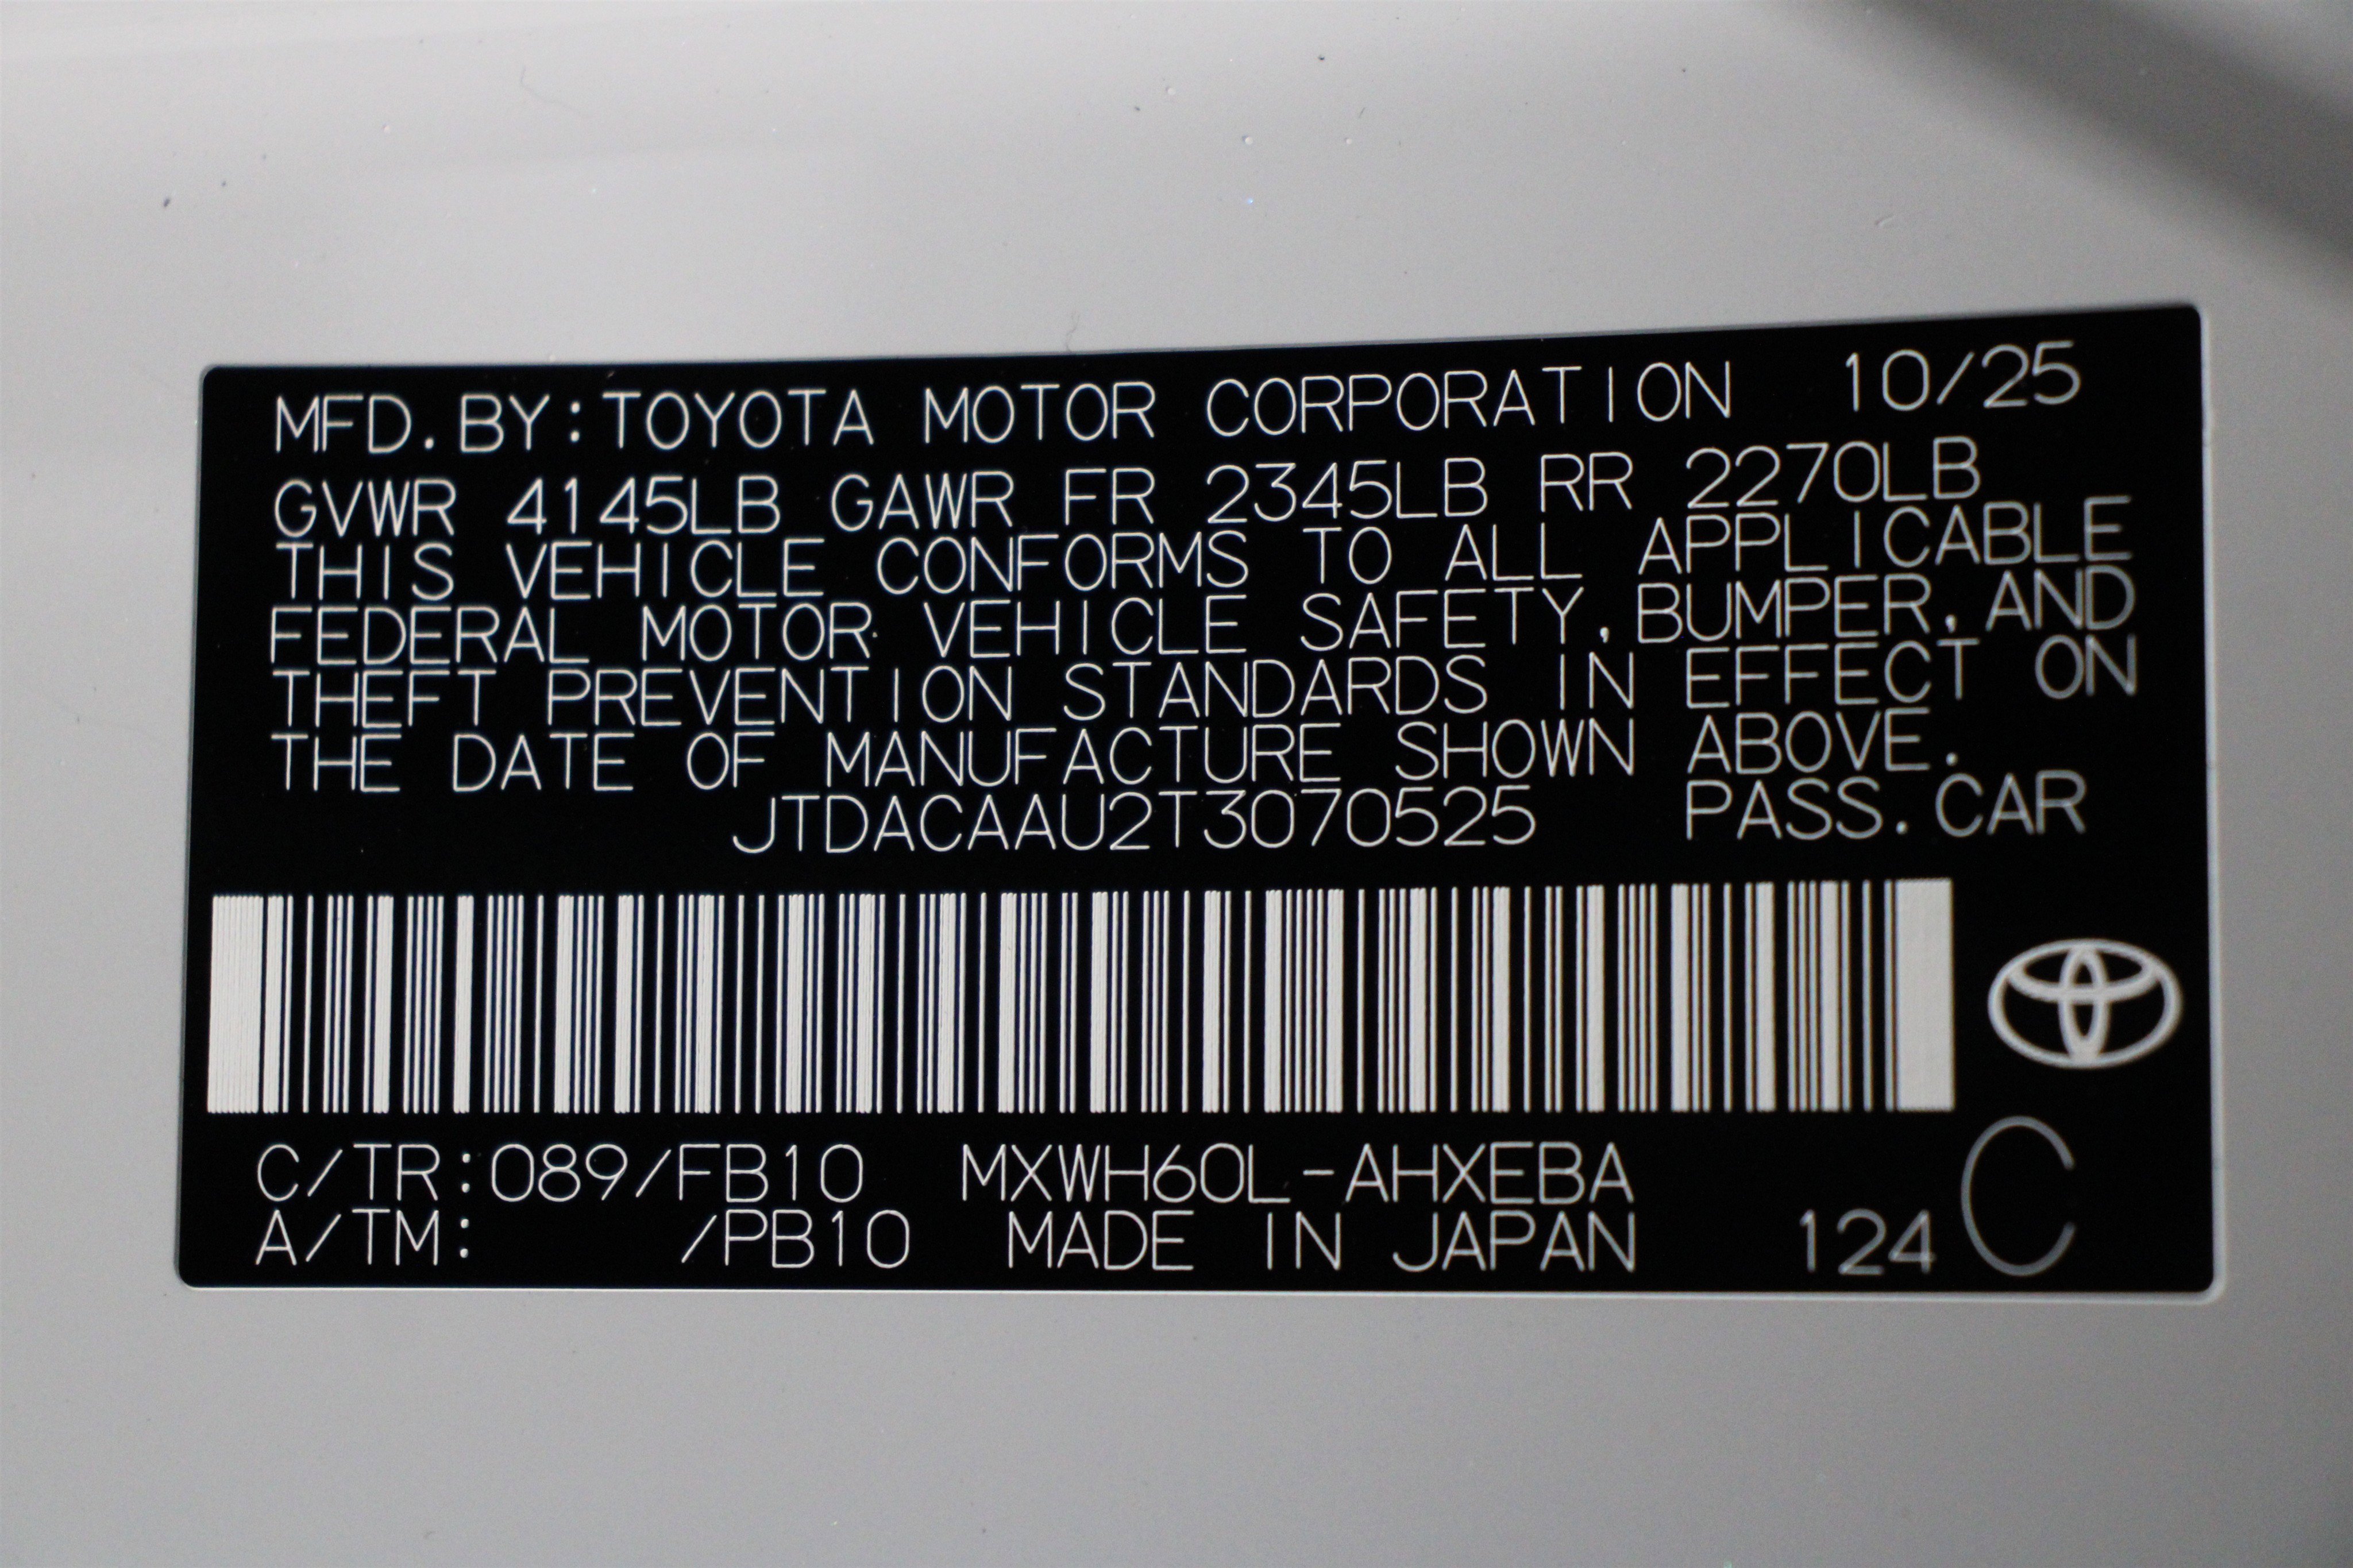 MFD.BY:TOYOTA MOTOR CORPORATION 10/25
GVWR 4145LB GAWR FR 2345LB RR 2270LB
THIS VEHICLE CONFORMS TO ALL APPLICABLE
FEDERAL MOTOR VEHICLE SAFETY, BUMPER, AND
THEFT PREVENTION STANDARDS IN EFFECT ON
THE DATE OF MANUFACTURE SHOWN ABOVE.
JTDACAAU2T3070525 PASS.CAR
C/TR:089/FB10 MXWH60L-AHXEBA
A/TM: /PB10 MADE IN JAPAN 124 C